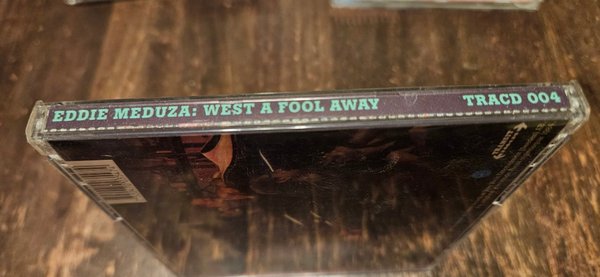 EDDIE MEDUZA: WEST A FOOL AWAY TRACD 004